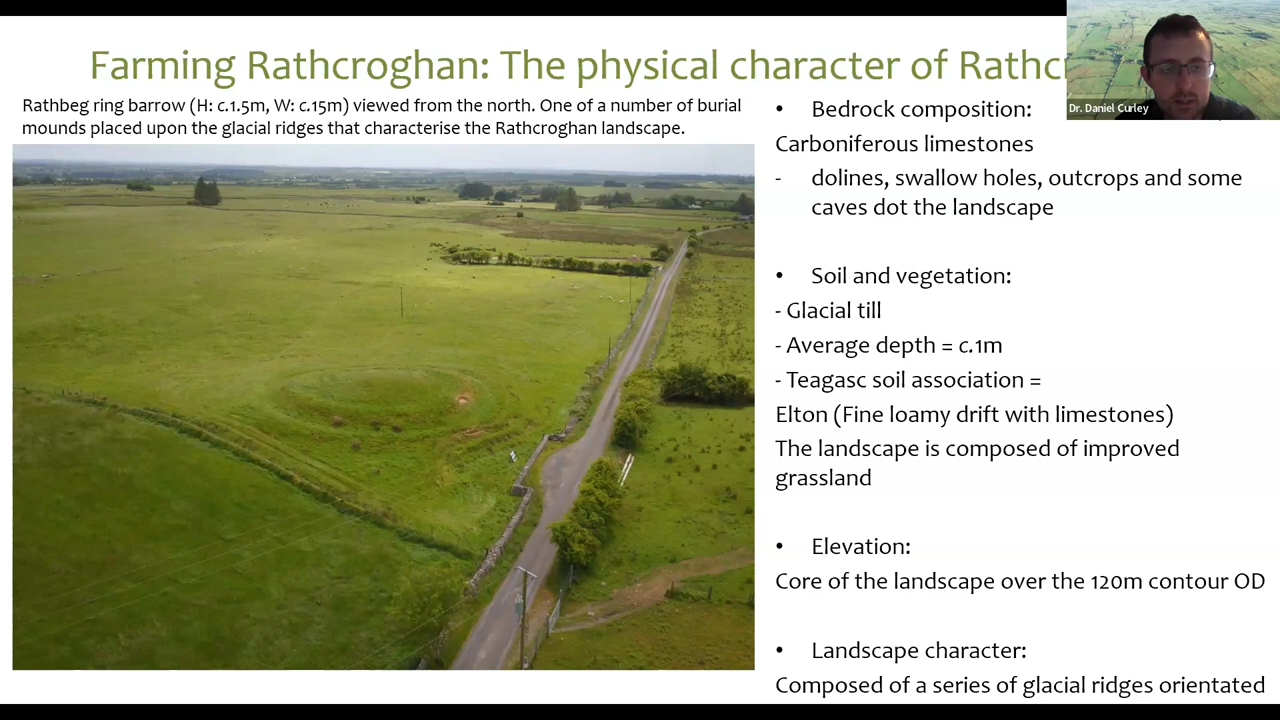 Farming Rathcroghan: The physical character of Rathcr
Dr. Daniel Curley
Rathbeg ring barrow (H: c.1.5m, W: c.15m) viewed from the north. One of a number of burial
mounds placed upon the glacial ridges that characterise the Rathcroghan landscape.
• Bedrock composition:
Carboniferous limestones
- dolines, swallow holes, outcrops and some
caves dot the landscape
• Soil and vegetation:
- Glacial till
- Average depth = c.1m
- Teagasc soil association =
Elton (Fine loamy drift with limestones)
The landscape is composed of improved
grassland
• Elevation:
Core of the landscape over the 120m contour OD
• Landscape character:
Composed of a series of glacial ridges orientated